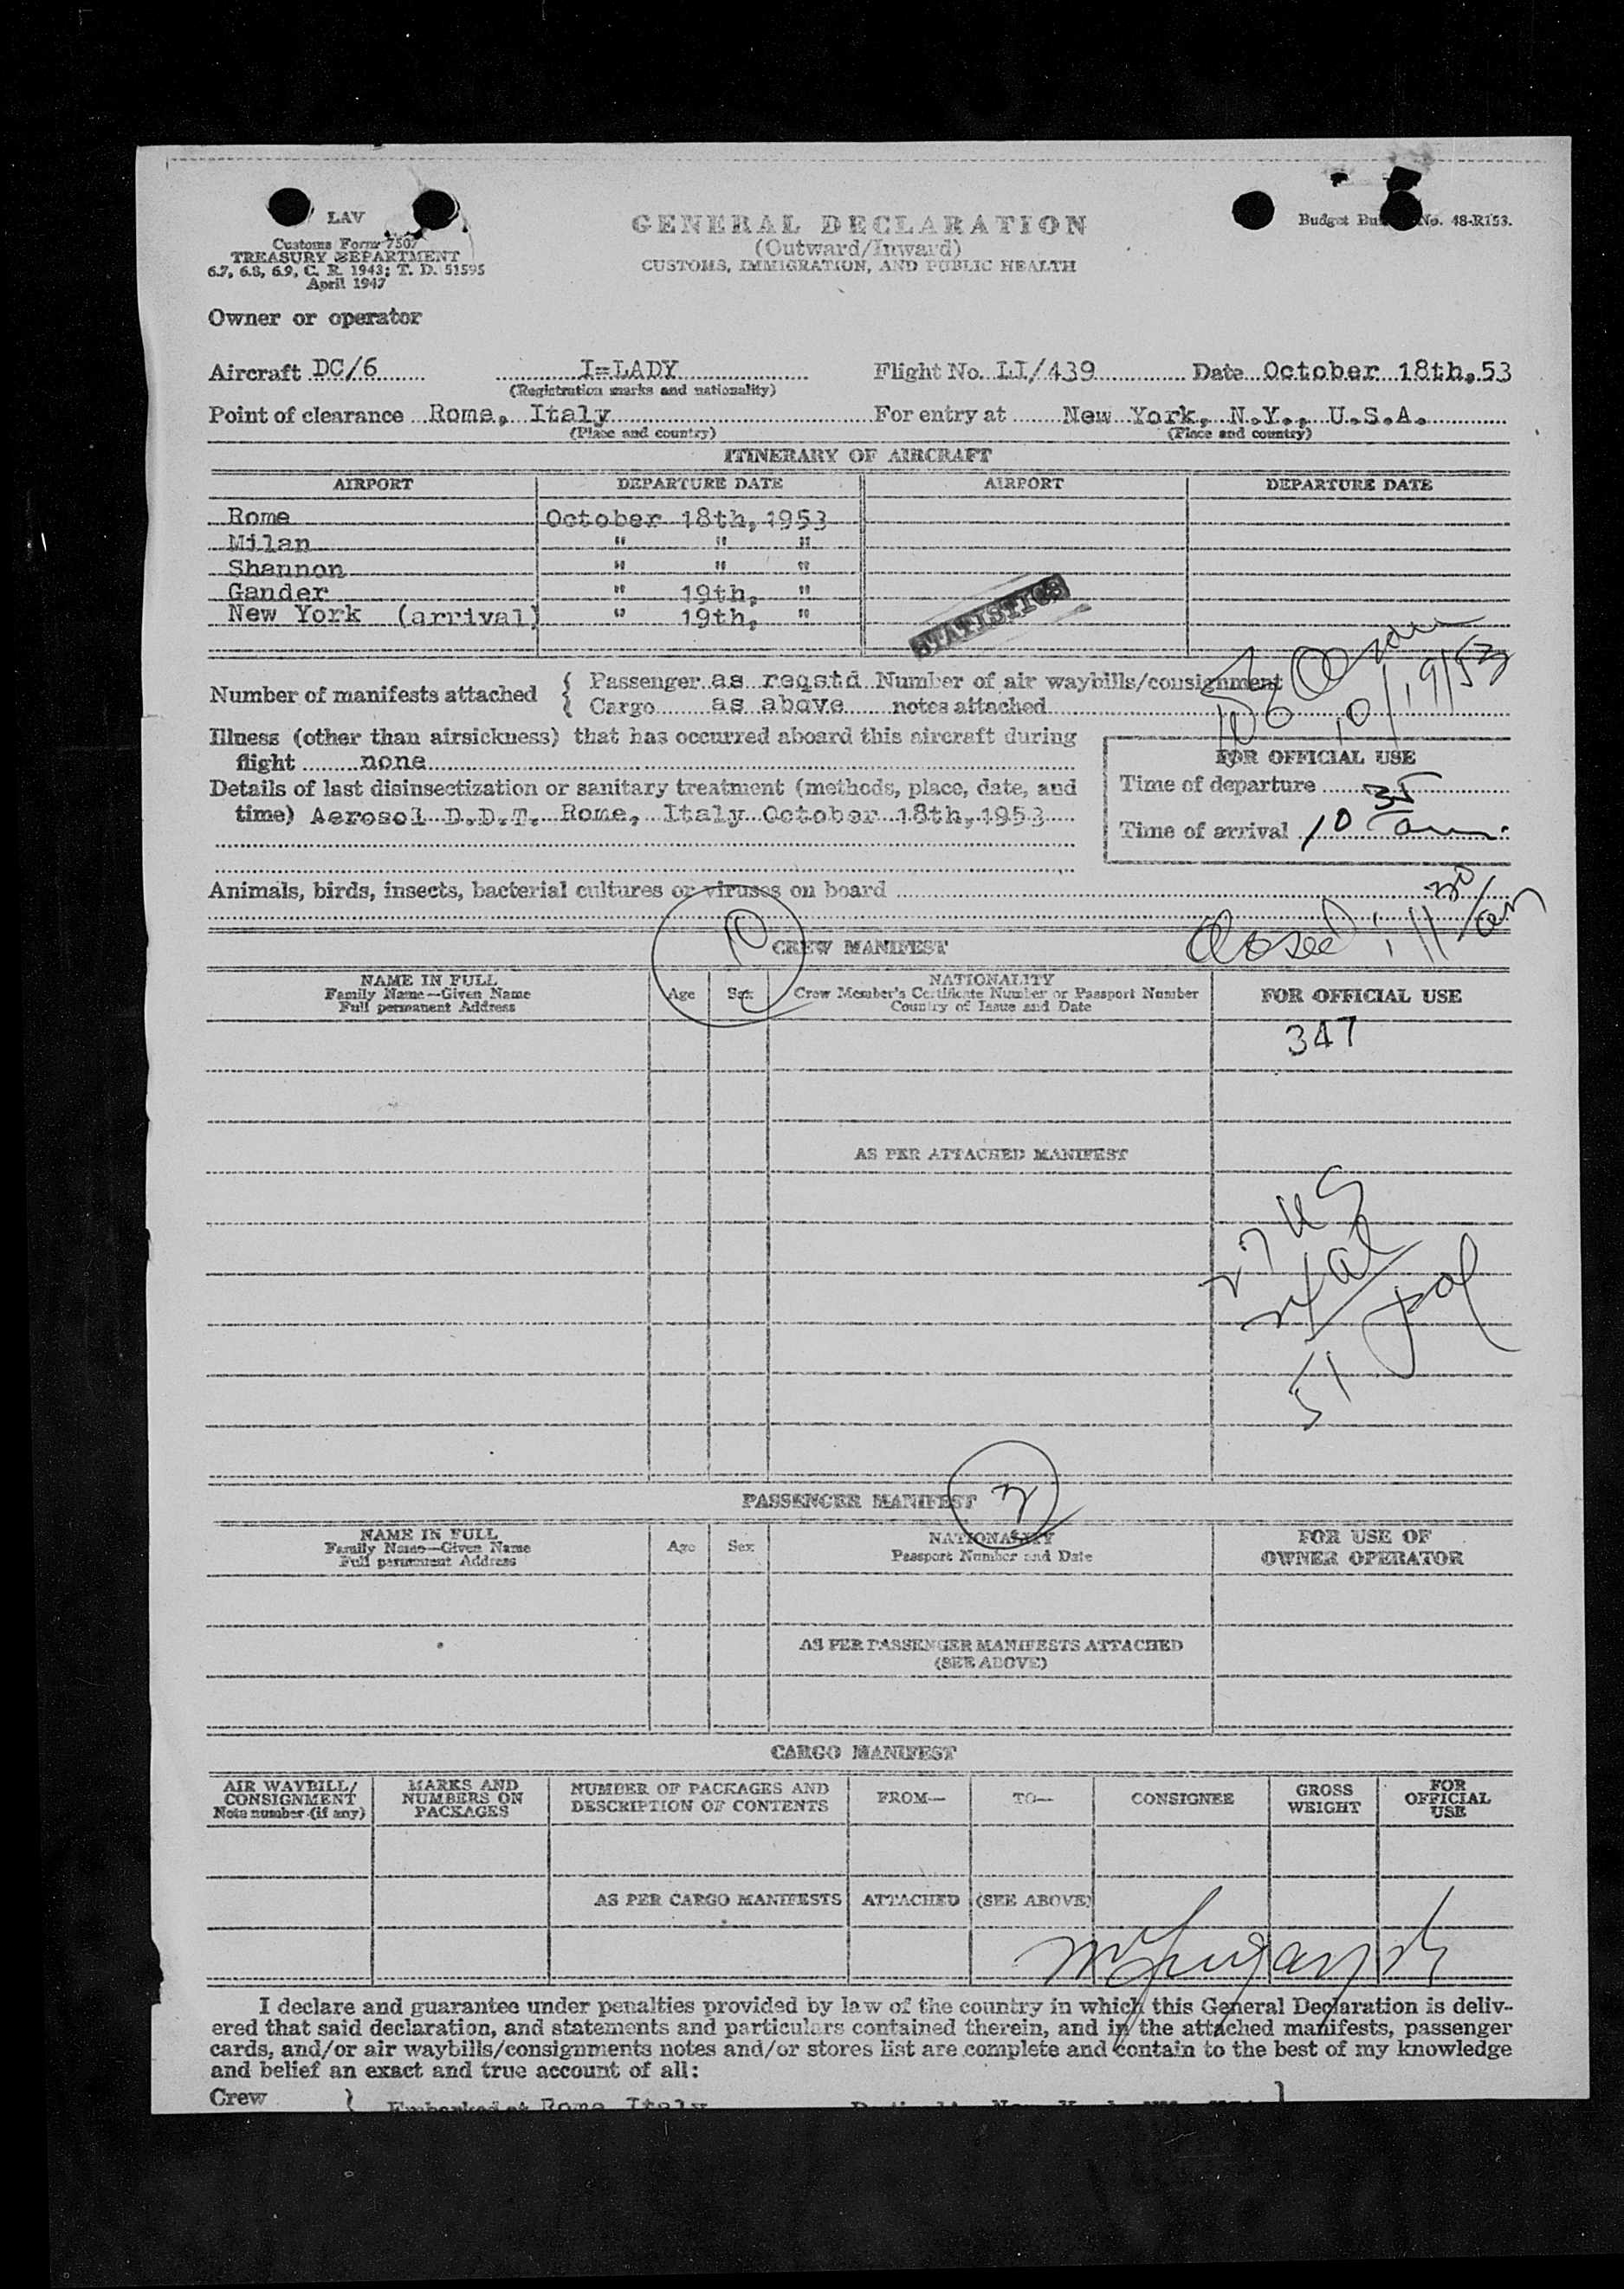 LAV
Customs Form 7507
TREASURY DEPARTMENT
6.7, 6.8, 6.9, C. R. 1943; T. D. 51595
April 1947
GENERAL DECLARATION
(Outward/Inward)
CUSTOMS, IMMIGRATION, AND PUBLIC HEALTH
Budget No. 48-R153.
Owner or operator
Aircraft DC/6 I-LADY Flight No. LI/439 Date October 18th, 53
(Registration marks and nationality)
Point of clearance Rome, Italy For entry at New York, N.Y., U.S.A.
(Place and country) (Place and country)
ITINERARY OF AIRCRAFT
AIRPORT DEPARTURE DATE AIRPORT DEPARTURE DATE
Rome October 18th, 1953
Milan " " "
Shannon " " "
Gander " 19th, "
New York (arrival) " 19th, "
STATISTICS
10/19/53
Number of manifests attached { Passenger as reqstd Number of air waybills/consignment
{ Cargo as above notes attached
Illness (other than airsickness) that has occurred aboard this aircraft during
flight none
Details of last disinsectization or sanitary treatment (methods, place, date, and
time) Aerosol D.D.T. Rome, Italy October 18th, 1953
FOR OFFICIAL USE
Time of departure
Time of arrival 10 35 am.
Animals, birds, insects, bacterial cultures or viruses on board
Closed: 11 30/am
10
CREW MANIFEST
NAME IN FULL
Family Name—Given Name
Full permanent Address
Age Sex
NATIONALITY
Crew Member's Certificate Number or Passport Number
Country of Issue and Date
FOR OFFICIAL USE
347
AS PER ATTACHED MANIFEST
27 US
24 al
51 pal
PASSENGER MANIFEST
NAME IN FULL
Family Name—Given Name
Full permanent Address
Age Sex
NATIONALITY
Passport Number and Date
FOR USE OF
OWNER OPERATOR
AS PER PASSENGER MANIFESTS ATTACHED
(SEE ABOVE)
CARGO MANIFEST
AIR WAYBILL/
CONSIGNMENT
Note number (if any)
MARKS AND
NUMBERS ON
PACKAGES
NUMBER OF PACKAGES AND
DESCRIPTION OF CONTENTS
FROM—
TO—
CONSIGNEE
GROSS
WEIGHT
FOR
OFFICIAL
USE
AS PER CARGO MANIFESTS ATTACHED (SEE ABOVE)
I declare and guarantee under penalties provided by law of the country in which this General Declaration is deliv-
ered that said declaration, and statements and particulars contained therein, and in the attached manifests, passenger
cards, and/or air waybills/consignments notes and/or stores list are complete and contain to the best of my knowledge
and belief an exact and true account of all:
Crew } Embarked at Rome, Italy